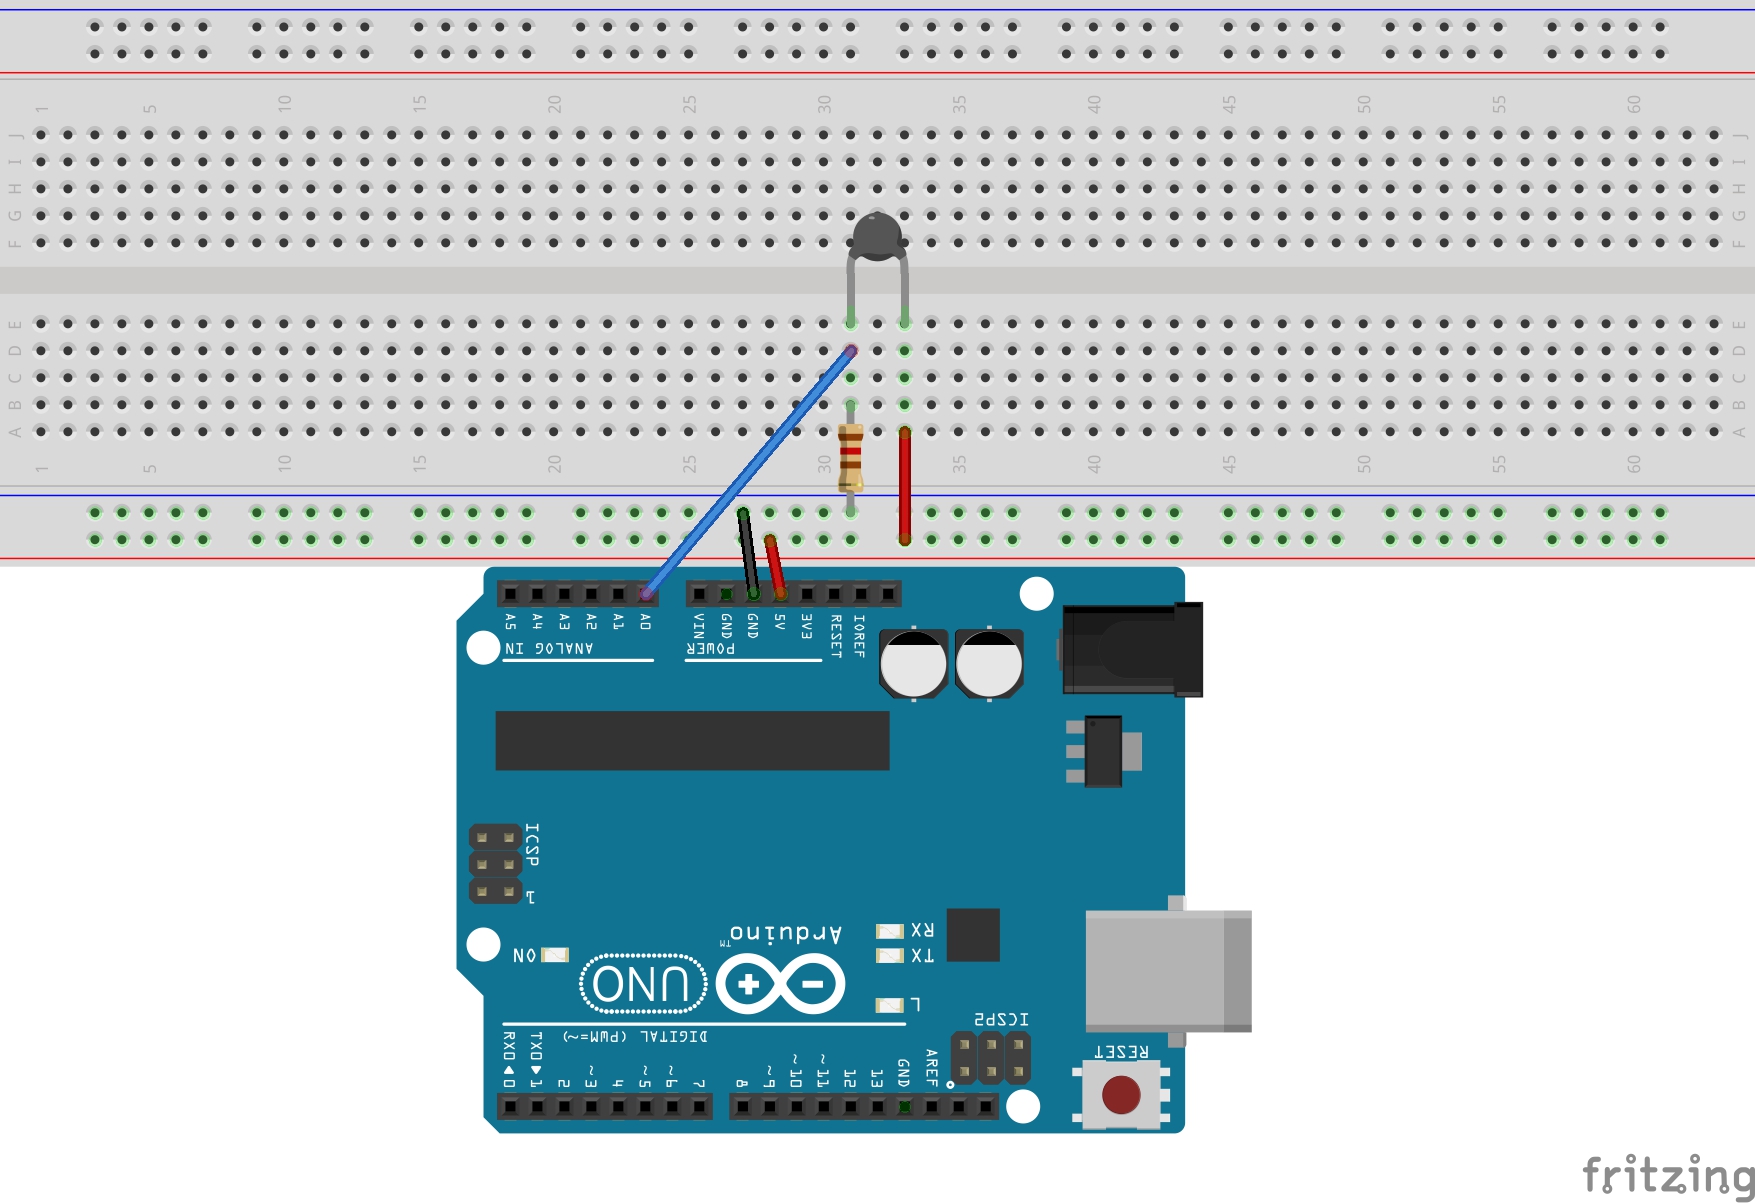 1 5 10 15 20 25 30 35 40 45 50 55 60
J J
I I
H H
G G
F F
E E
D D
C C
B B
A A
1 5 10 15 20 25 30 35 40 45 50 55 60
A5 A4 A3 A2 A1 A0 VIN GND GND 5V 3V3 RESET IOREF
ANALOG IN POWER
ICSP
1
Arduino™
RX
TX
ON
UNO
L
DIGITAL (PWM=~)
ICSP2
RESET
RX0◀0 TX0▶1 2 ~3 4 ~5 ~6 7 8 ~9 ~10 ~11 12 13 GND AREF
fritzing